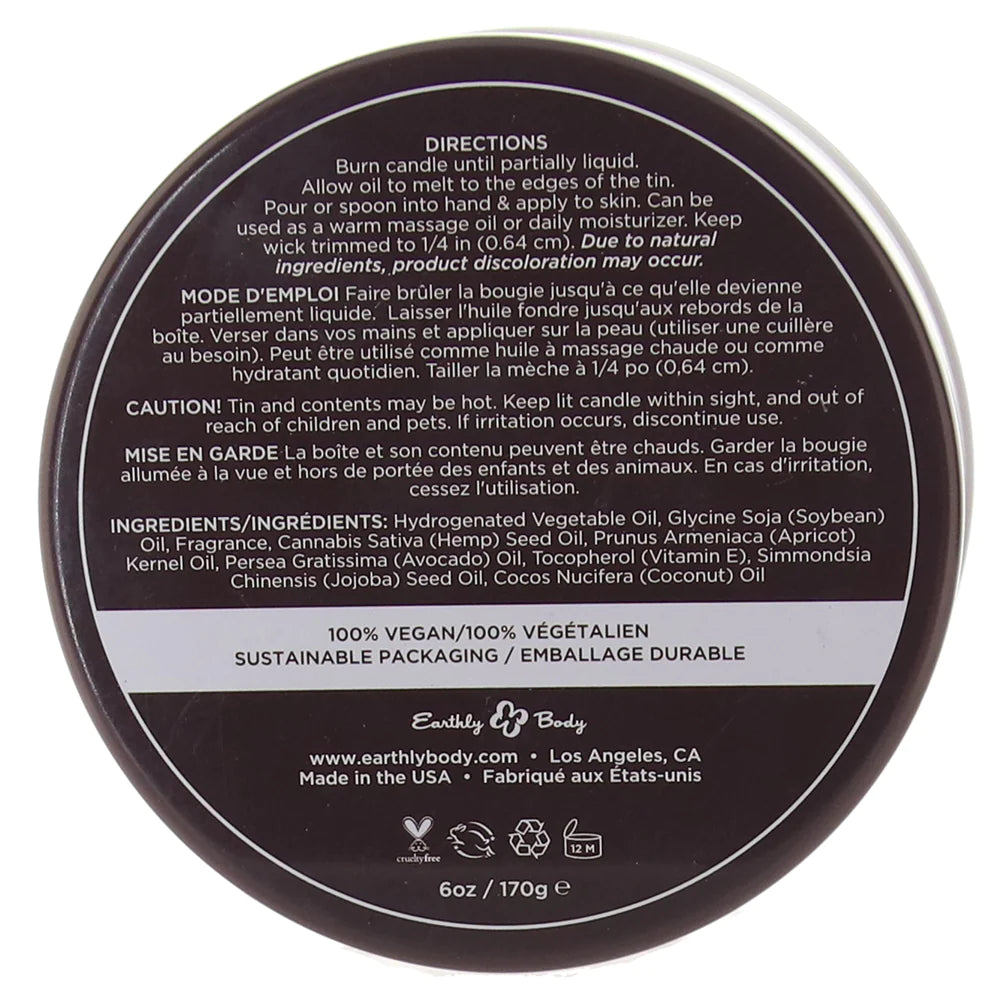 DIRECTIONS
Burn candle until partially liquid.
Allow oil to melt to the edges of the tin.
Pour or spoon into hand & apply to skin. Can be
used as a warm massage oil or daily moisturizer. Keep
wick trimmed to 1/4 in (0.64 cm). Due to natural
ingredients, product discoloration may occur.
MODE D'EMPLOI Faire brûler la bougie jusqu'à ce qu'elle devienne
partiellement liquide. Laisser l'huile fondre jusqu'aux rebords de la
boîte. Verser dans vos mains et appliquer sur la peau (utiliser une cuillère
au besoin). Peut être utilisé comme huile à massage chaude ou comme
hydratant quotidien. Tailler la mèche à 1/4 po (0,64 cm).
CAUTION! Tin and contents may be hot. Keep lit candle within sight, and out of
reach of children and pets. If irritation occurs, discontinue use.
MISE EN GARDE La boîte et son contenu peuvent être chauds. Garder la bougie
allumée à la vue et hors de portée des enfants et des animaux. En cas d'irritation,
cessez l'utilisation.
INGREDIENTS/INGRÉDIENTS: Hydrogenated Vegetable Oil, Glycine Soja (Soybean)
Oil, Fragrance, Cannabis Sativa (Hemp) Seed Oil, Prunus Armeniaca (Apricot)
Kernel Oil, Persea Gratissima (Avocado) Oil, Tocopherol (Vitamin E), Simmondsia
Chinensis (Jojoba) Seed Oil, Cocos Nucifera (Coconut) Oil
100% VEGAN/100% VÉGÉTALIEN
SUSTAINABLE PACKAGING / EMBALLAGE DURABLE
Earthly Body
www.earthlybody.com • Los Angeles, CA
Made in the USA • Fabriqué aux États-unis
crueltyfree
12 M
6oz / 170g ℮